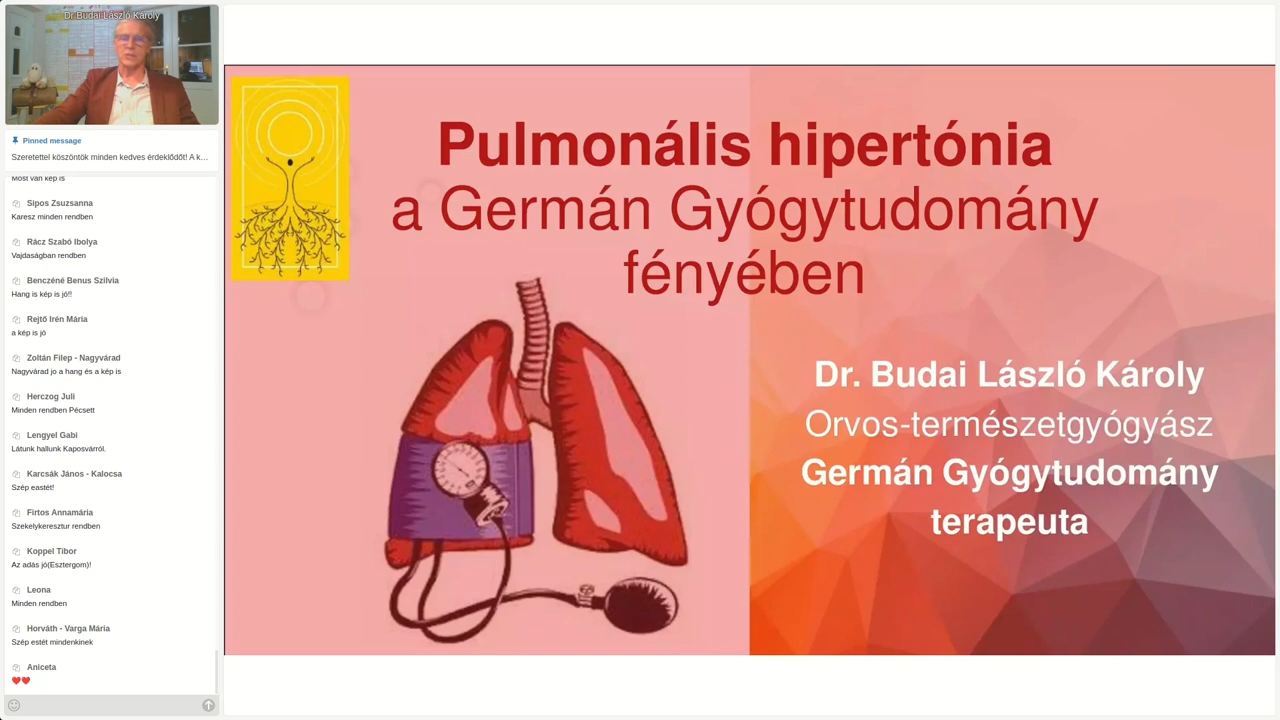 Dr Budai László Károly
Pinned message
Szeretettel köszöntök minden kedves érdeklődőt! A k...
Most van kép is
Sipos Zsuzsanna
Karesz minden rendben
Rácz Szabó Ibolya
Vajdaságban rendben
Benczéné Benus Szilvia
Hang is kép is jó!!
Rejtő Irén Mária
a kép is jó
Zoltán Filep - Nagyvárad
Nagyvárad jo a hang és a kép is
Herczog Juli
Minden rendben Pécsett
Lengyel Gabi
Látunk hallunk Kaposvárról.
Karcsák János - Kalocsa
Szép eastét!
Firtos Annamária
Szekelykeresztur rendben
Koppel Tibor
Az adás jó(Esztergom)!
Leona
Minden rendben
Horváth - Varga Mária
Szép estét mindenkinek
Aniceta
❤️❤️
Pulmonális hipertónia
a Germán Gyógytudomány
fényében
Dr. Budai László Károly
Orvos-természetgyógyász
Germán Gyógytudomány
terapeuta